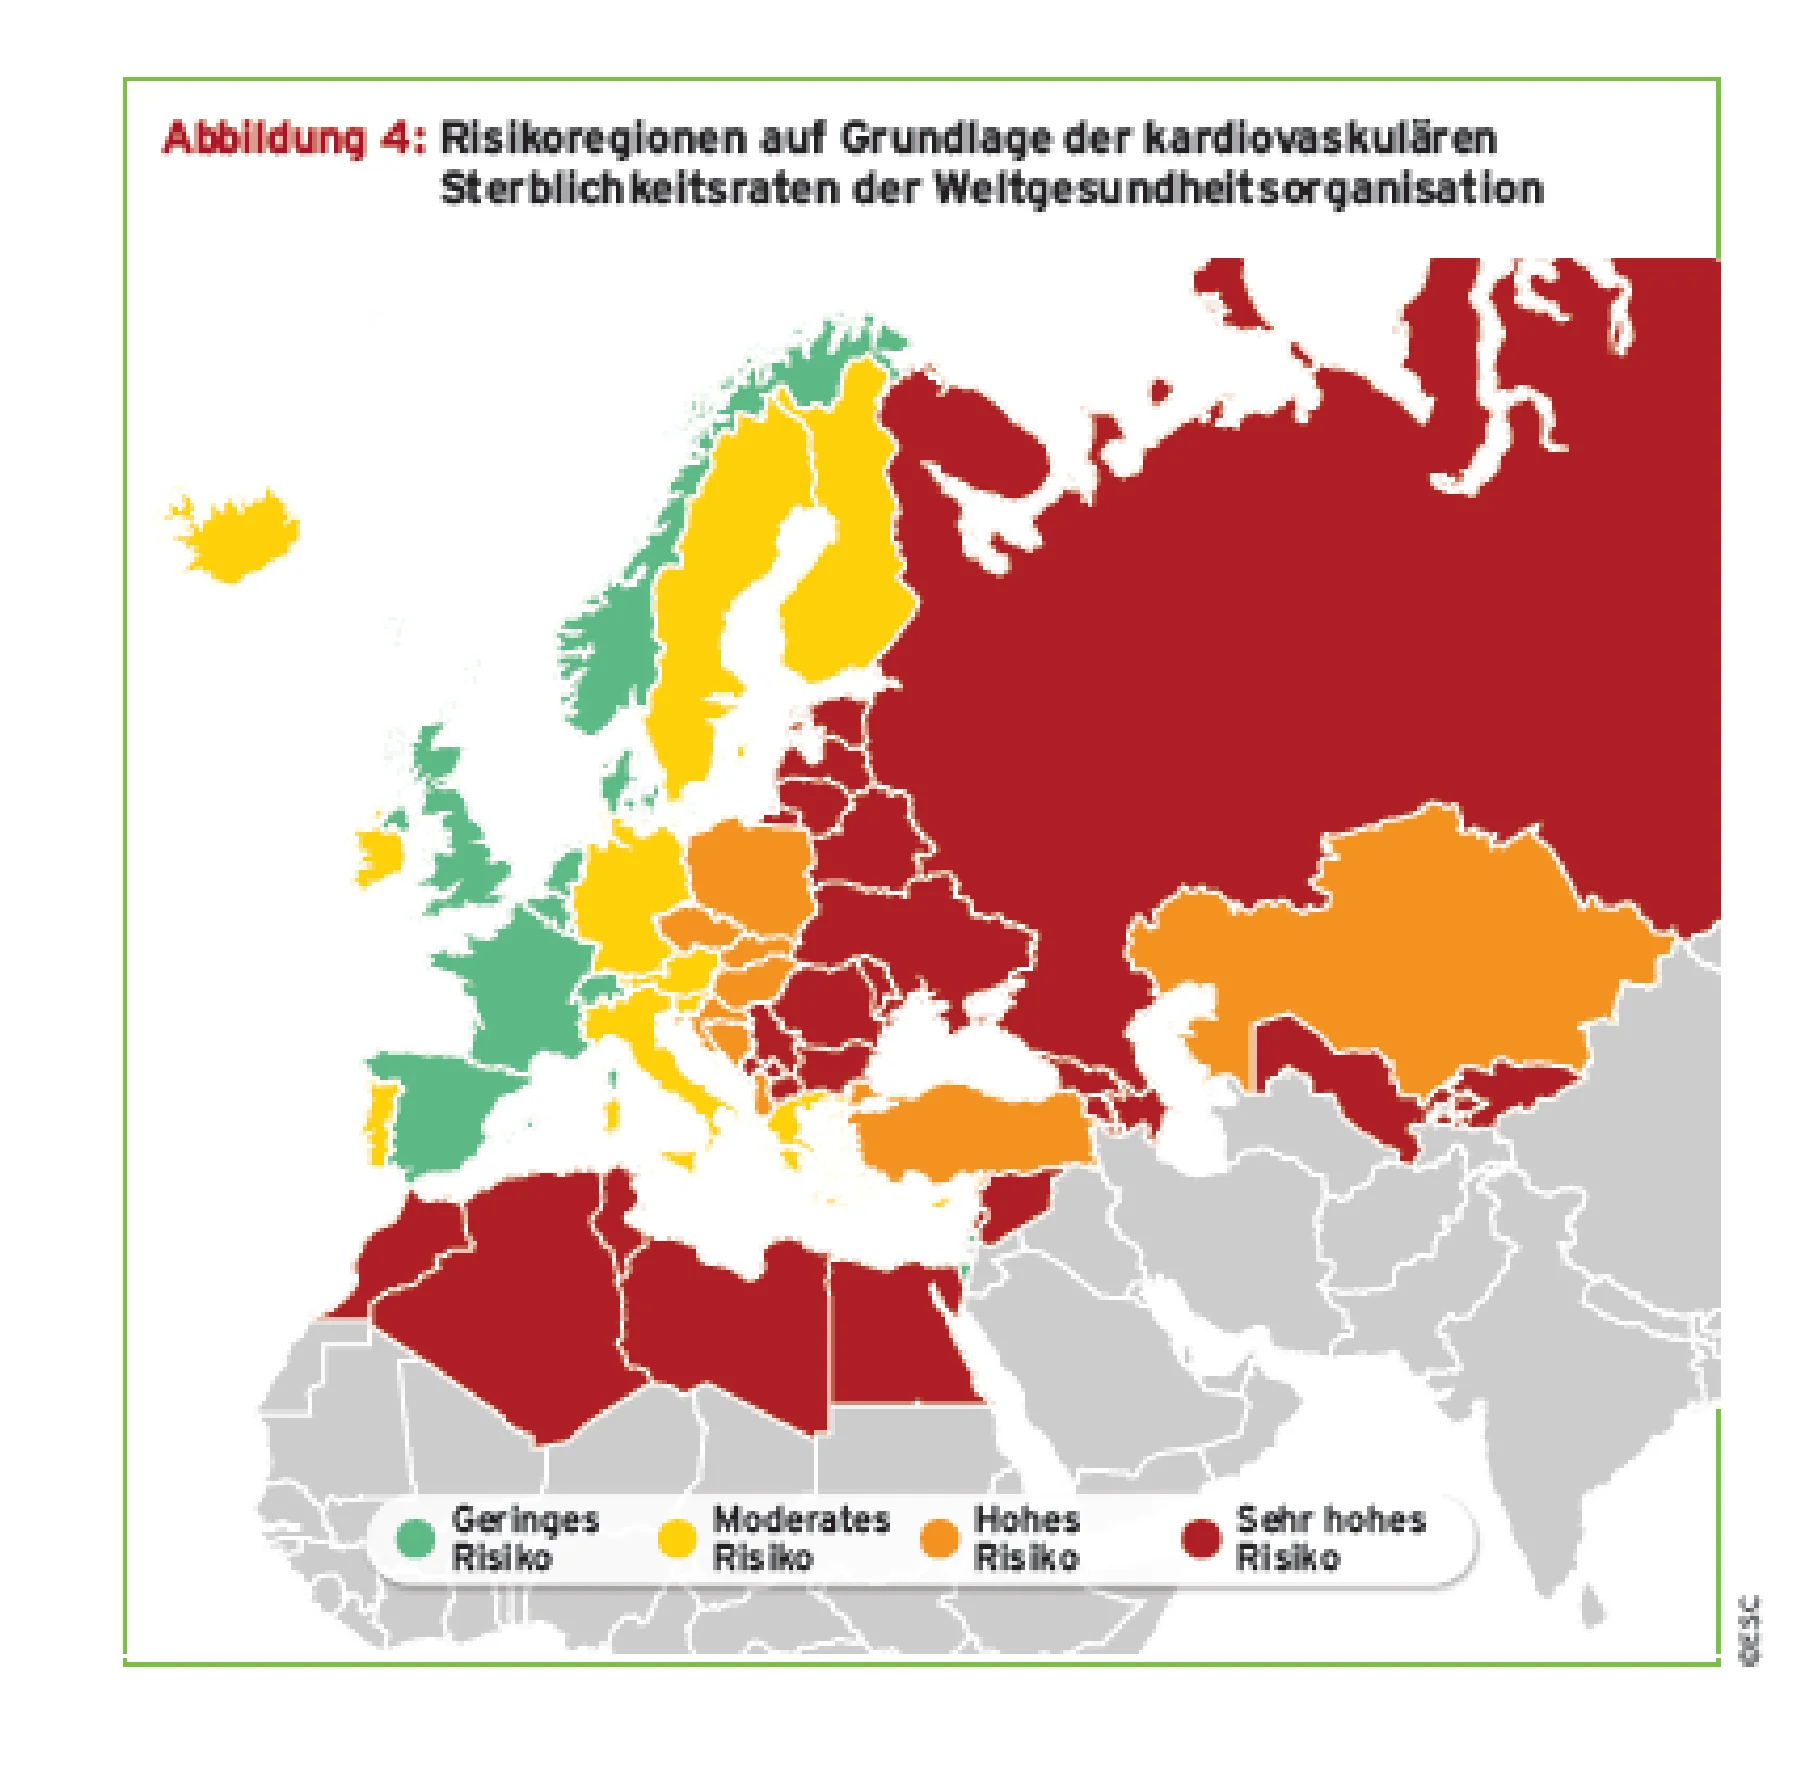 Abbildung 4: Risikoregionen auf Grundlage der kardiovaskulären
Sterblichkeitsraten der Weltgesundheitsorganisation
Geringes
Risiko
Moderates
Risiko
Hohes
Risiko
Sehr hohes
Risiko
©ESC